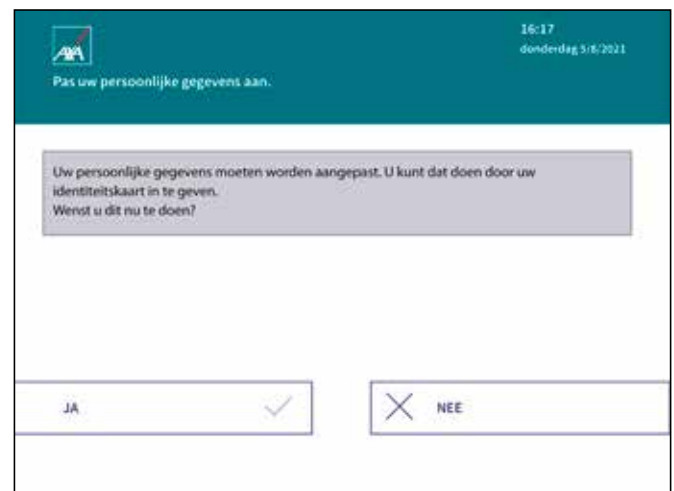 16:17
donderdag 5/8/2021
AXA
Pas uw persoonlijke gegevens aan.
Uw persoonlijke gegevens moeten worden aangepast. U kunt dat doen door uw
identiteitskaart in te geven.
Wenst u dit nu te doen?
JA
NEE